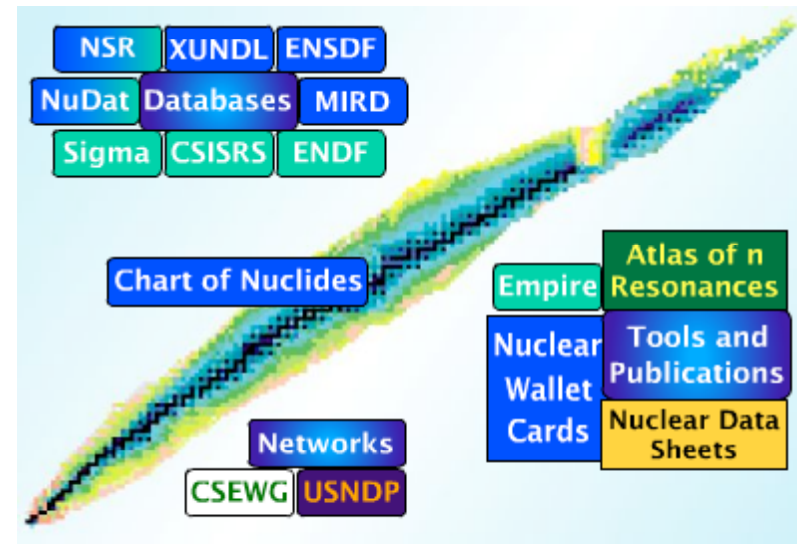 NSR XUNDL ENSDF
NuDat Databases MIRD
Sigma CSISRS ENDF
Chart of Nuclides
Empire
Atlas of n
Resonances
Nuclear
Wallet
Cards
Tools and
Publications
Nuclear Data
Sheets
Networks
CSEWG USNDP